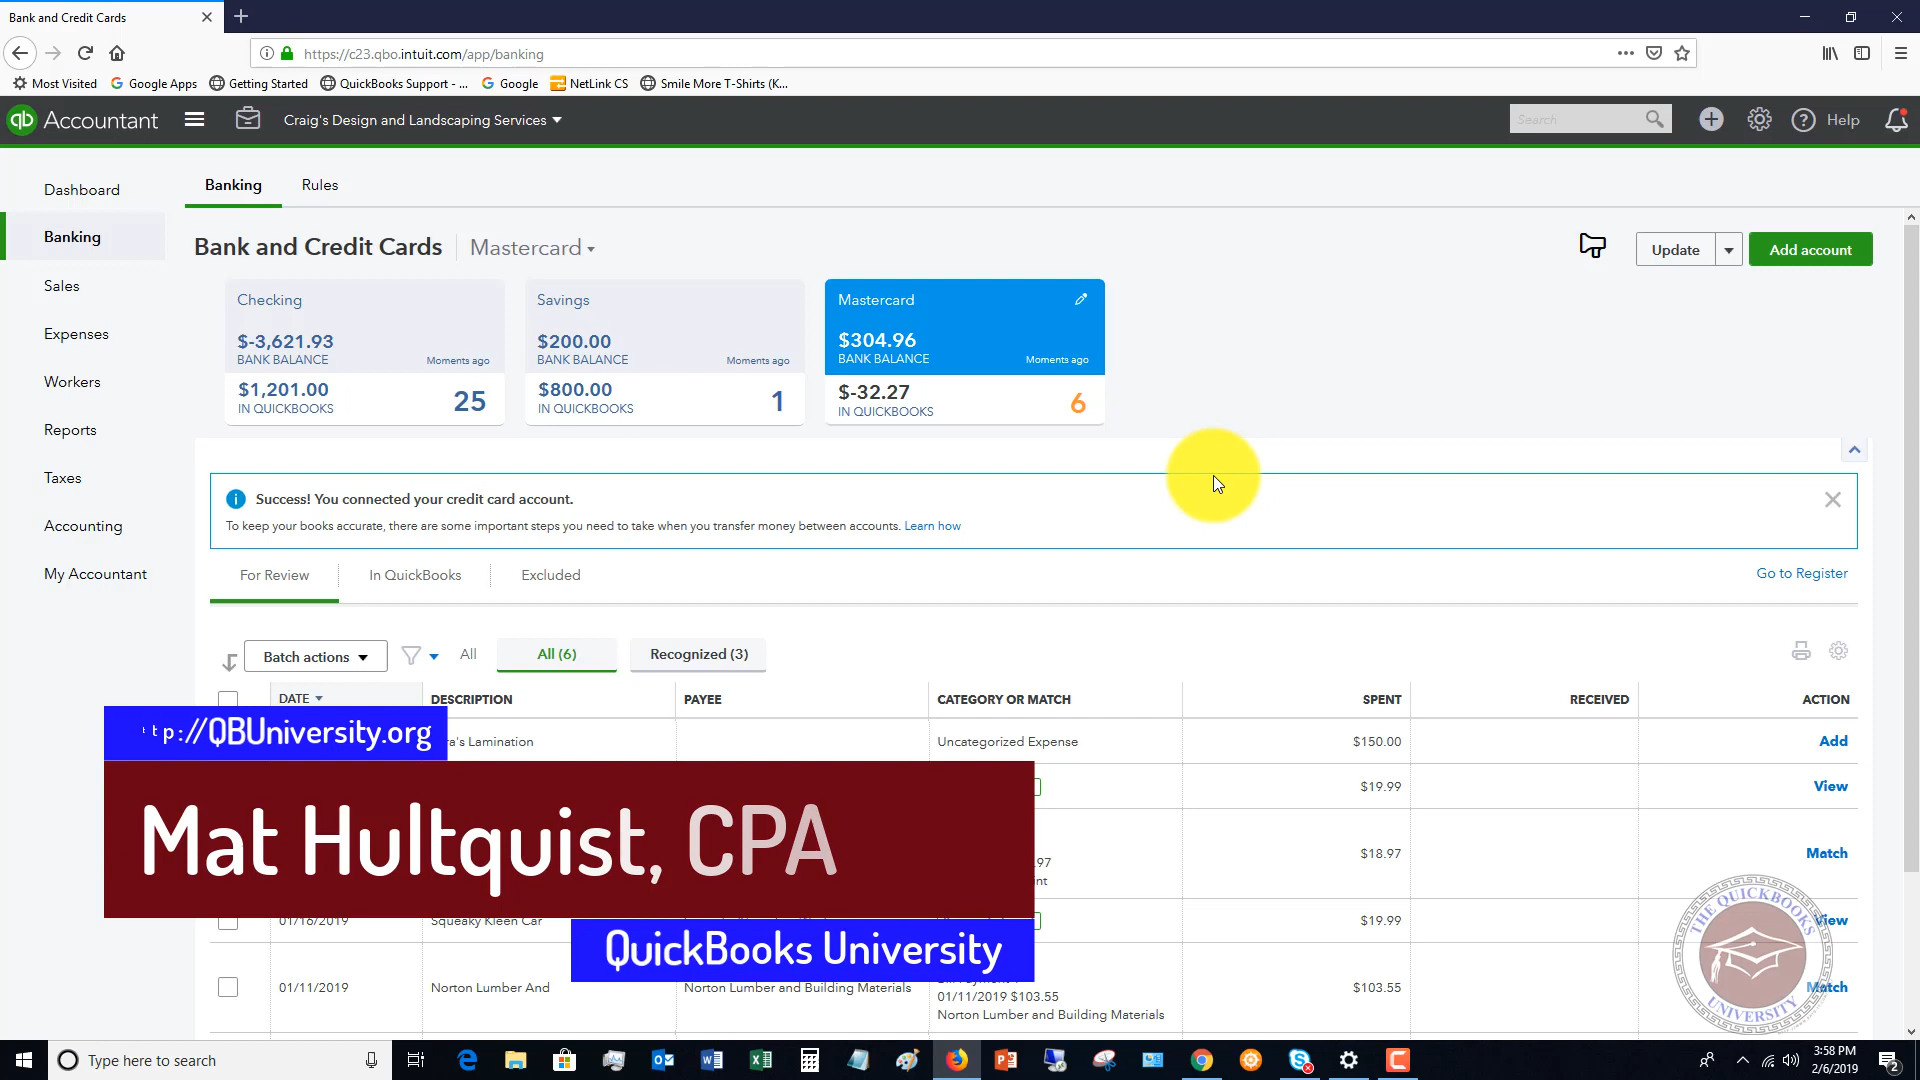 Bank and Credit Cards
https://c23.qbo.intuit.com/app/banking
Most Visited Google Apps Getting Started QuickBooks Support - ... Google NetLink CS Smile More T-Shirts (K...
qb Accountant Craig's Design and Landscaping Services Search Help
Dashboard
Banking
Sales
Expenses
Workers
Reports
Taxes
Accounting
My Accountant
Banking Rules
Bank and Credit Cards Mastercard
Update Add account
Checking
$-3,621.93
BANK BALANCE Moments ago
$1,201.00
IN QUICKBOOKS 25
Savings
$200.00
BANK BALANCE Moments ago
$800.00
IN QUICKBOOKS 1
Mastercard
$304.96
BANK BALANCE Moments ago
$-32.27
IN QUICKBOOKS 6
Success! You connected your credit card account.
To keep your books accurate, there are some important steps you need to take when you transfer money between accounts. Learn how
For Review In QuickBooks Excluded Go to Register
Batch actions All All (6) Recognized (3)
DATE DESCRIPTION PAYEE CATEGORY OR MATCH SPENT RECEIVED ACTION
Lamination Uncategorized Expense $150.00 Add
$19.99 View
$18.97 Match
01/16/2019 Squeaky Kleen Car $19.99 View
01/11/2019 Norton Lumber And Norton Lumber and Building Materials $103.55 Match
01/11/2019 $103.55
Norton Lumber and Building Materials
tp://QBUniversity.org
Mat Hultquist, CPA
QuickBooks University
THE QUICKBOOKS UNIVERSITY
Type here to search
3:58 PM
2/6/2019
2